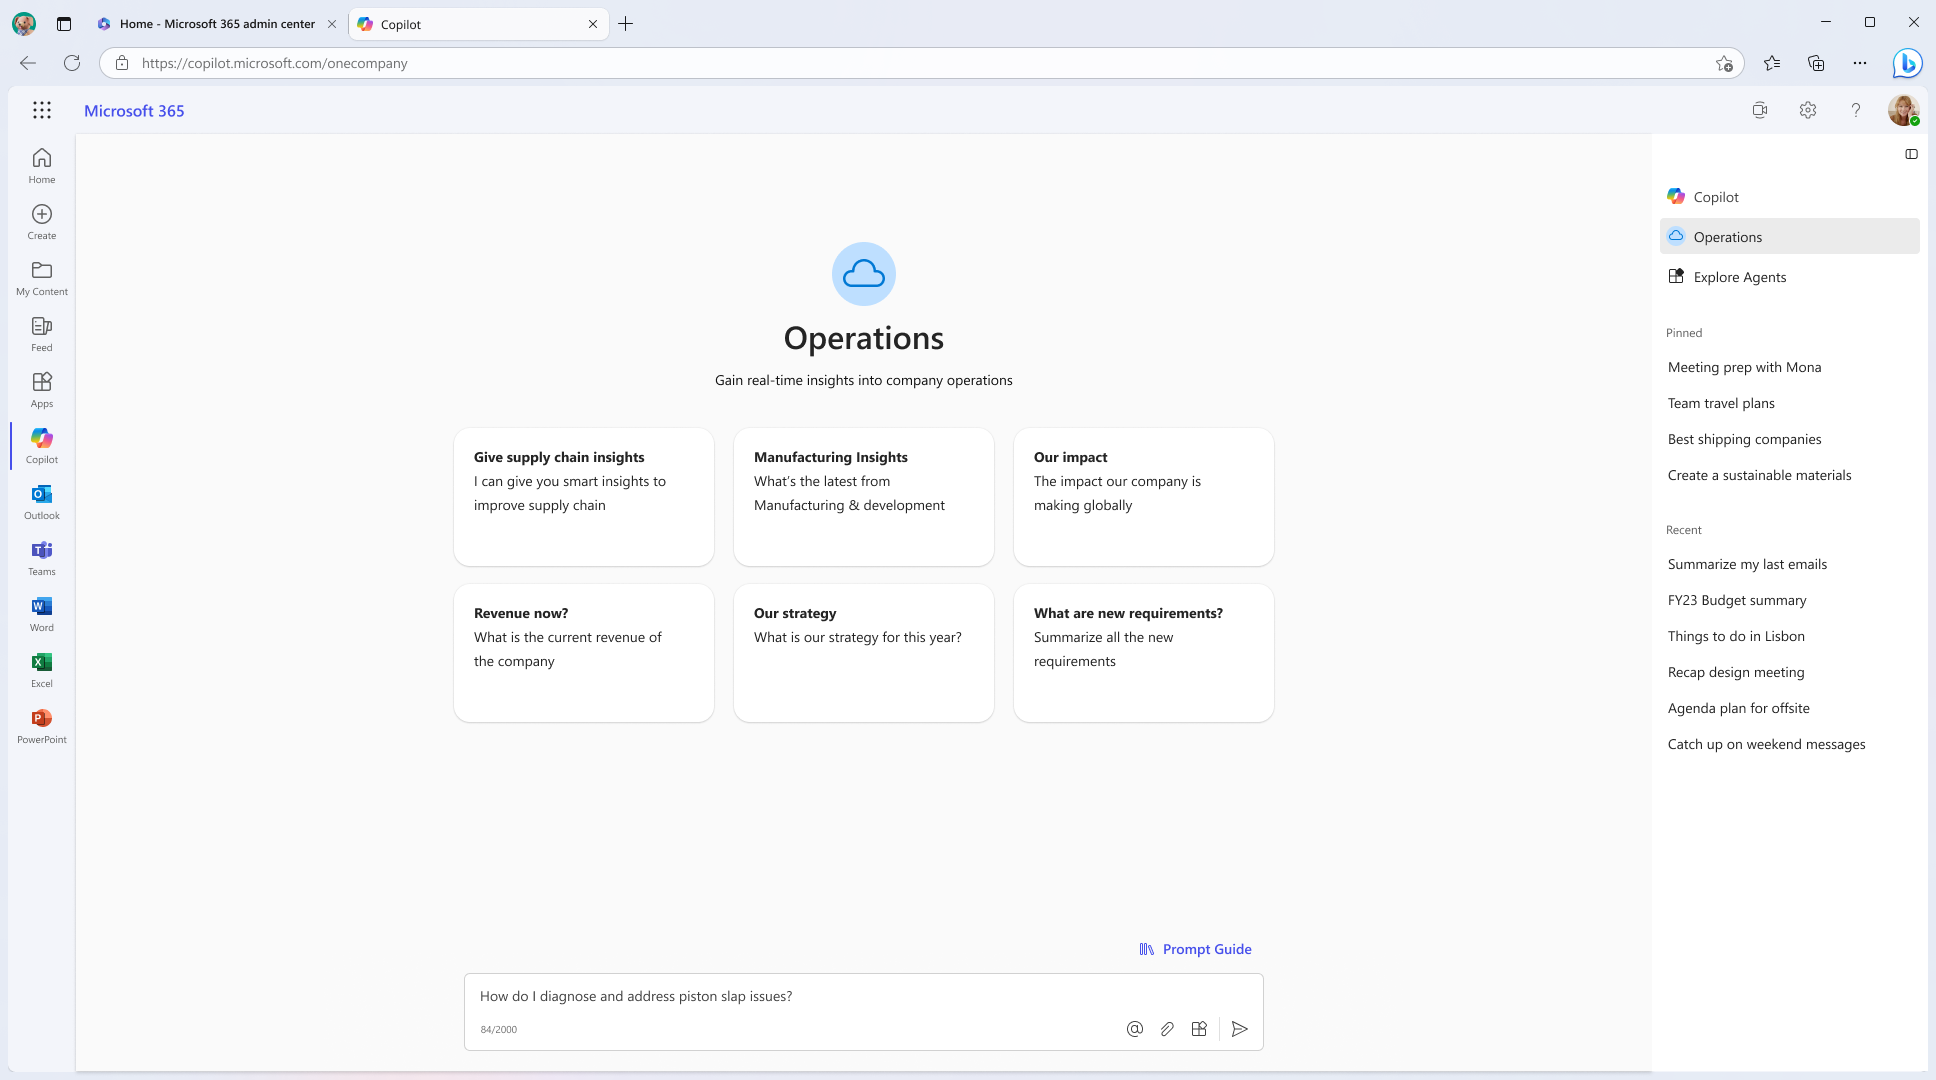 Home - Microsoft 365 admin center
Copilot
https://copilot.microsoft.com/onecompany
Microsoft 365
Home
Create
My Content
Feed
Apps
Copilot
Outlook
Teams
Word
Excel
PowerPoint
Operations
Gain real-time insights into company operations
Give supply chain insights
I can give you smart insights to
improve supply chain
Manufacturing Insights
What's the latest from
Manufacturing & development
Our impact
The impact our company is
making globally
Revenue now?
What is the current revenue of
the company
Our strategy
What is our strategy for this year?
What are new requirements?
Summarize all the new
requirements
Prompt Guide
How do I diagnose and address piston slap issues?
84/2000
Copilot
Operations
Explore Agents
Pinned
Meeting prep with Mona
Team travel plans
Best shipping companies
Create a sustainable materials
Recent
Summarize my last emails
FY23 Budget summary
Things to do in Lisbon
Recap design meeting
Agenda plan for offsite
Catch up on weekend messages